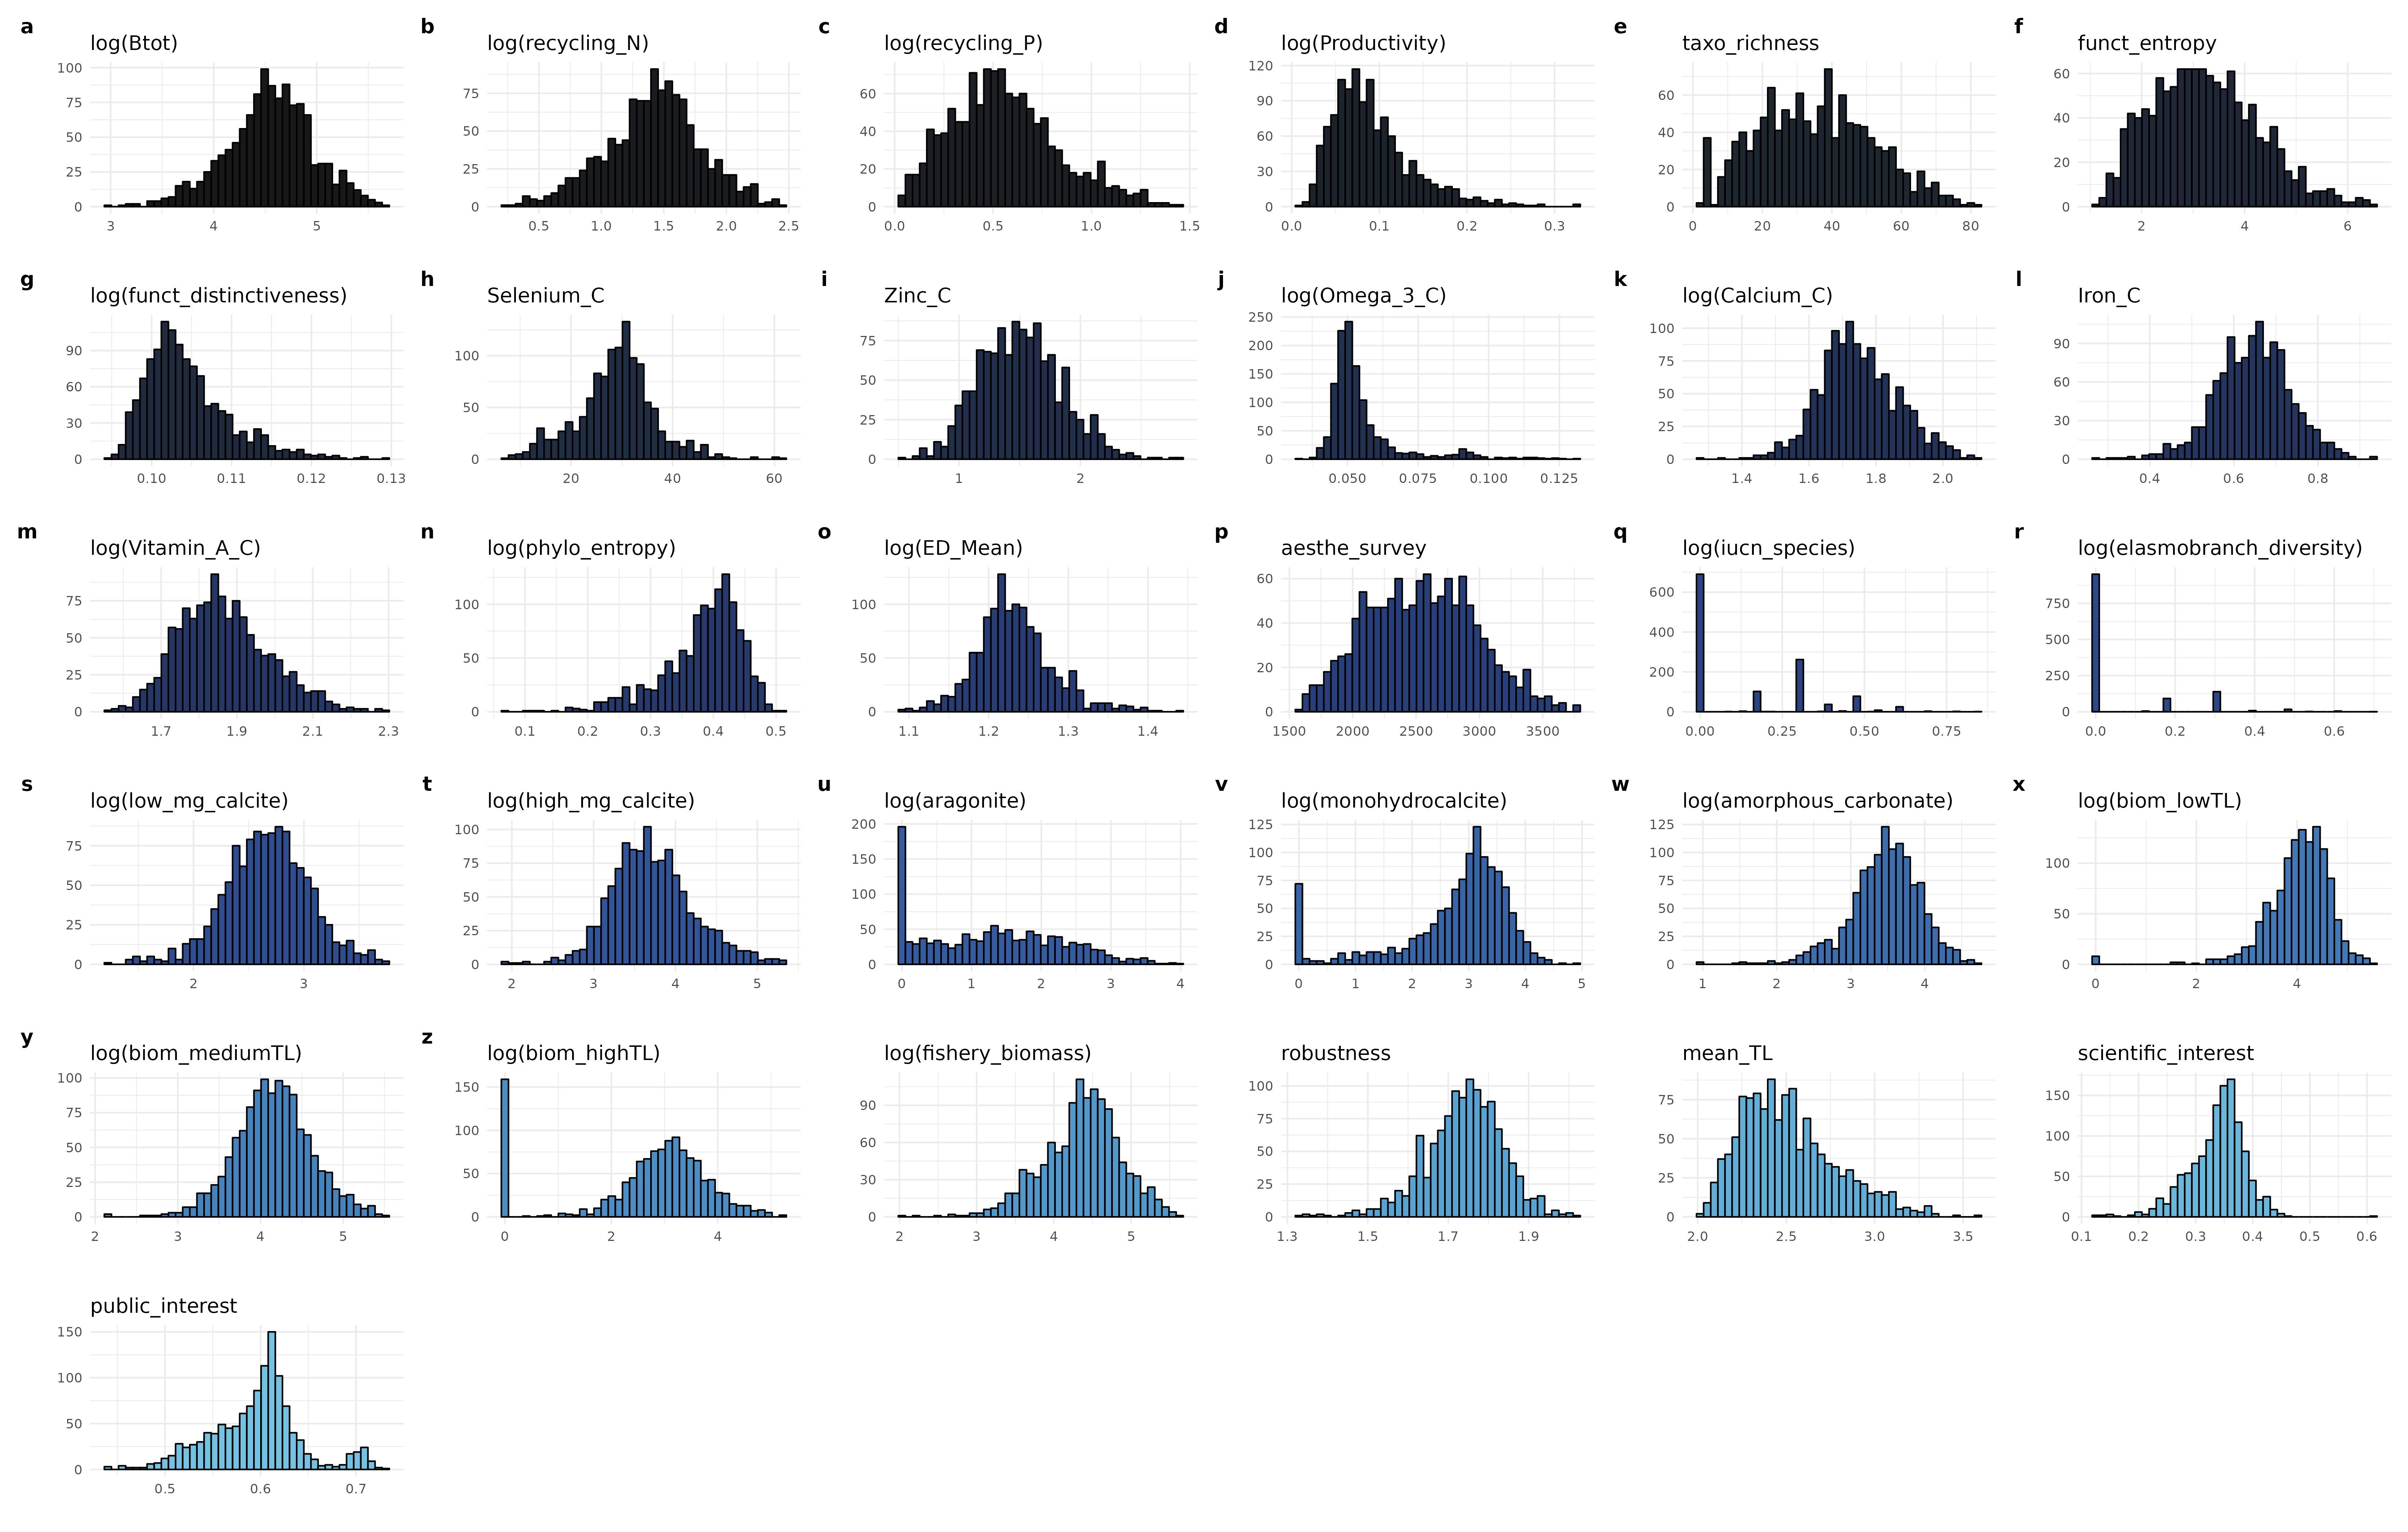 a
log(Btot)
100
75
50
25
0
3 4 5
b
log(recycling_N)
75
50
25
0
0.5 1.0 1.5 2.0 2.5
c
log(recycling_P)
60
40
20
0
0.0 0.5 1.0 1.5
d
log(Productivity)
120
90
60
30
0
0.0 0.1 0.2 0.3
e
taxo_richness
60
40
20
0
0 20 40 60 80
f
funct_entropy
60
40
20
0
2 4 6
g
log(funct_distinctiveness)
90
60
30
0
0.10 0.11 0.12 0.13
h
Selenium_C
100
50
0
20 40 60
i
Zinc_C
75
50
25
0
1 2
j
log(Omega_3_C)
250
200
150
100
50
0
0.050 0.075 0.100 0.125
k
log(Calcium_C)
100
75
50
25
0
1.4 1.6 1.8 2.0
l
Iron_C
90
60
30
0
0.4 0.6 0.8
m
log(Vitamin_A_C)
75
50
25
0
1.7 1.9 2.1 2.3
n
log(phylo_entropy)
100
50
0
0.1 0.2 0.3 0.4 0.5
o
log(ED_Mean)
100
50
0
1.1 1.2 1.3 1.4
p
aesthe_survey
60
40
20
0
1500 2000 2500 3000 3500
q
log(iucn_species)
600
400
200
0
0.00 0.25 0.50 0.75
r
log(elasmobranch_diversity)
750
500
250
0
0.0 0.2 0.4 0.6
s
log(low_mg_calcite)
75
50
25
0
2 3
t
log(high_mg_calcite)
100
75
50
25
0
2 3 4 5
u
log(aragonite)
200
150
100
50
0
0 1 2 3 4
v
log(monohydrocalcite)
125
100
75
50
25
0
0 1 2 3 4 5
w
log(amorphous_carbonate)
125
100
75
50
25
0
1 2 3 4
x
log(biom_lowTL)
100
50
0
0 2 4
y
log(biom_mediumTL)
100
75
50
25
0
2 3 4 5
z
log(biom_highTL)
150
100
50
0
0 2 4
log(fishery_biomass)
90
60
30
0
2 3 4 5
robustness
100
75
50
25
0
1.3 1.5 1.7 1.9
mean_TL
75
50
25
0
2.0 2.5 3.0 3.5
scientific_interest
150
100
50
0
0.1 0.2 0.3 0.4 0.5 0.6
public_interest
150
100
50
0
0.5 0.6 0.7